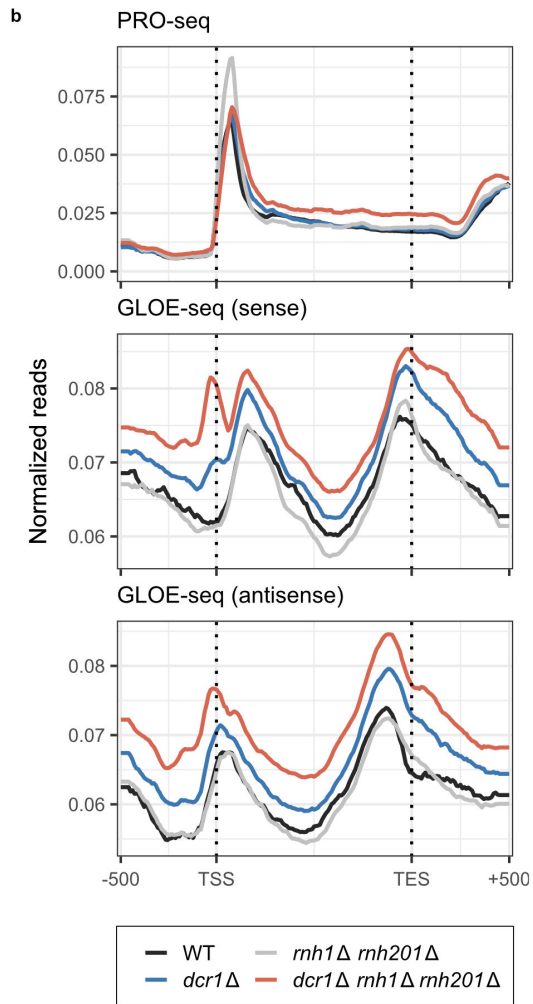 b
PRO-seq
0.075
0.050
0.025
0.000
GLOE-seq (sense)
0.08
0.07
0.06
Normalized reads
GLOE-seq (antisense)
0.08
0.07
0.06
-500 TSS TES +500
WT rnh1Δ rnh201Δ
dcr1Δ dcr1Δ rnh1Δ rnh201Δ